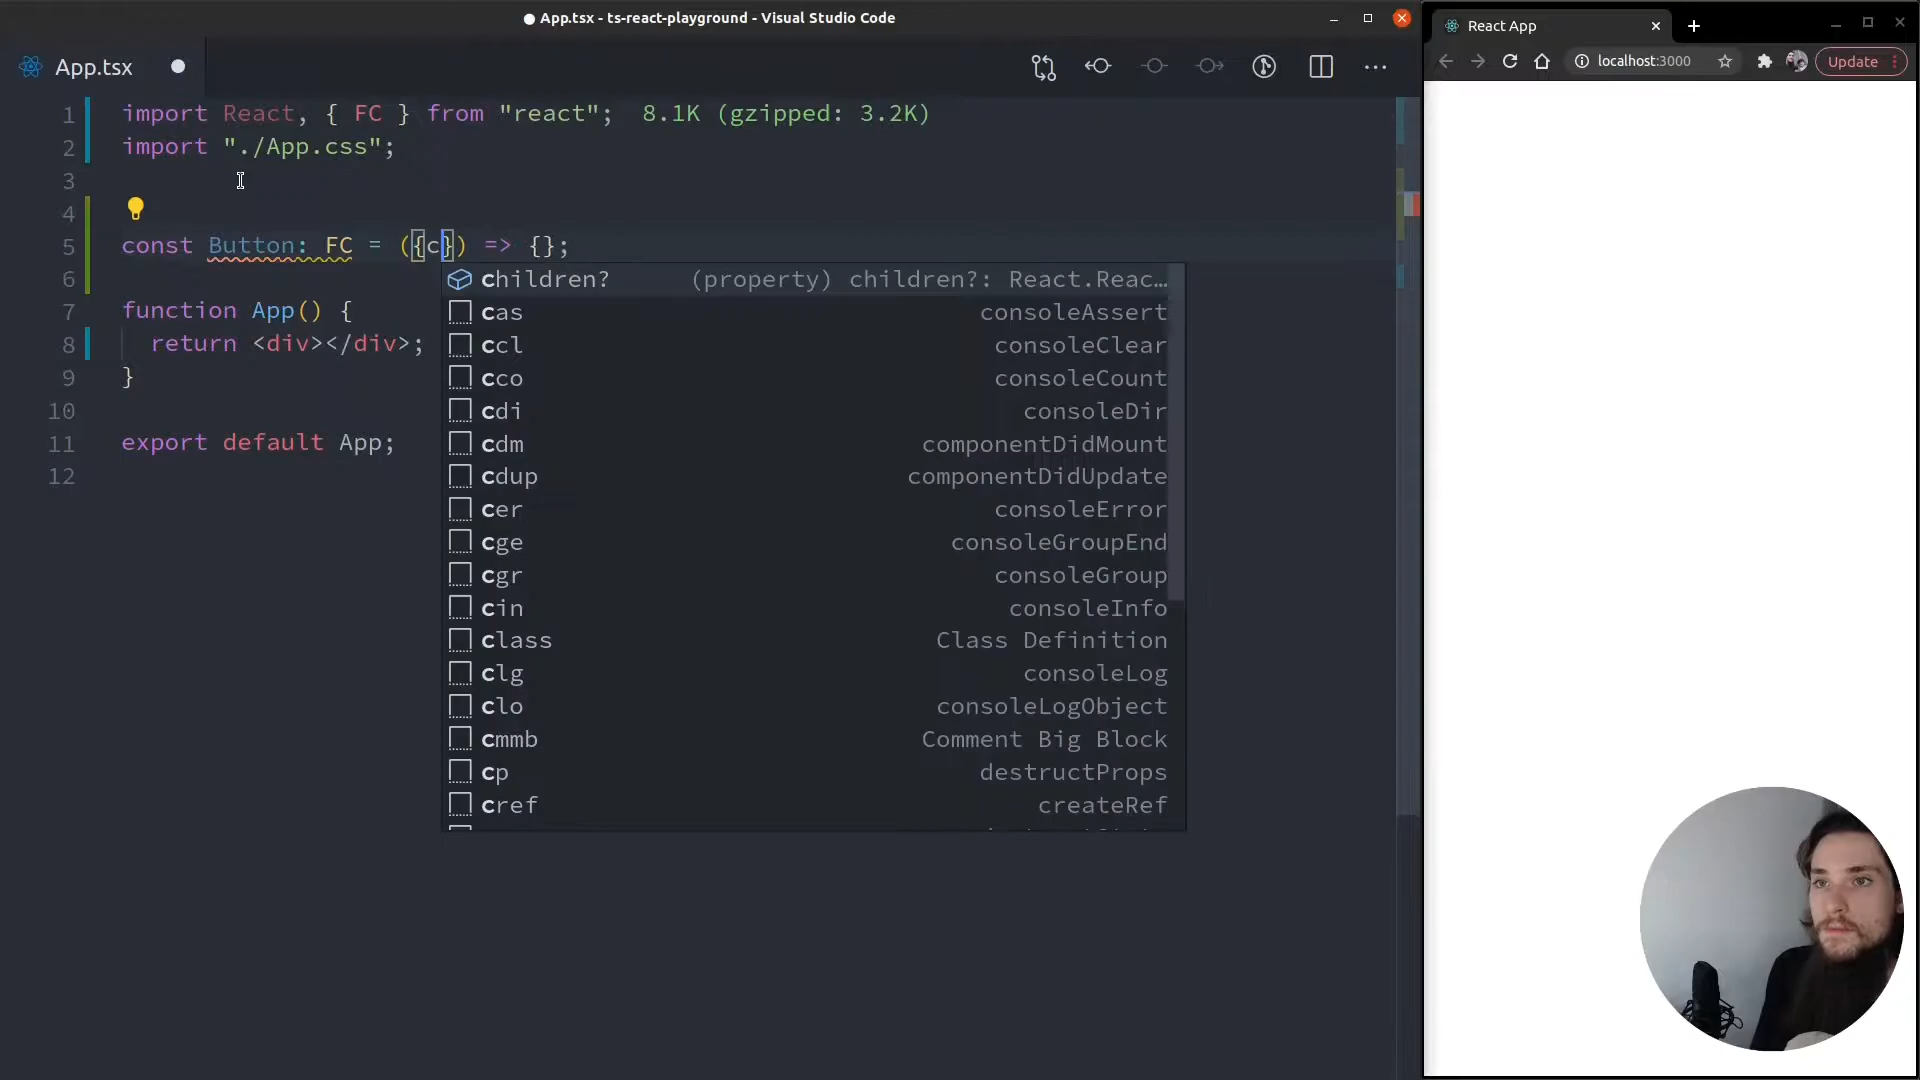 App.tsx - ts-react-playground - Visual Studio Code
App.tsx
1 import React, { FC } from "react"; 8.1K (gzipped: 3.2K)
2 import "./App.css";
3
4
5 const Button: FC = ({c}) => {};
6
7 function App() {
8 return <div></div>;
9 }
10
11 export default App;
12
children? (property) children?: React.Reac…
cas consoleAssert
ccl consoleClear
cco consoleCount
cdi consoleDir
cdm componentDidMount
cdup componentDidUpdate
cer consoleError
cge consoleGroupEnd
cgr consoleGroup
cin consoleInfo
class Class Definition
clg consoleLog
clo consoleLogObject
cmmb Comment Big Block
cp destructProps
cref createRef
React App
localhost:3000
Update